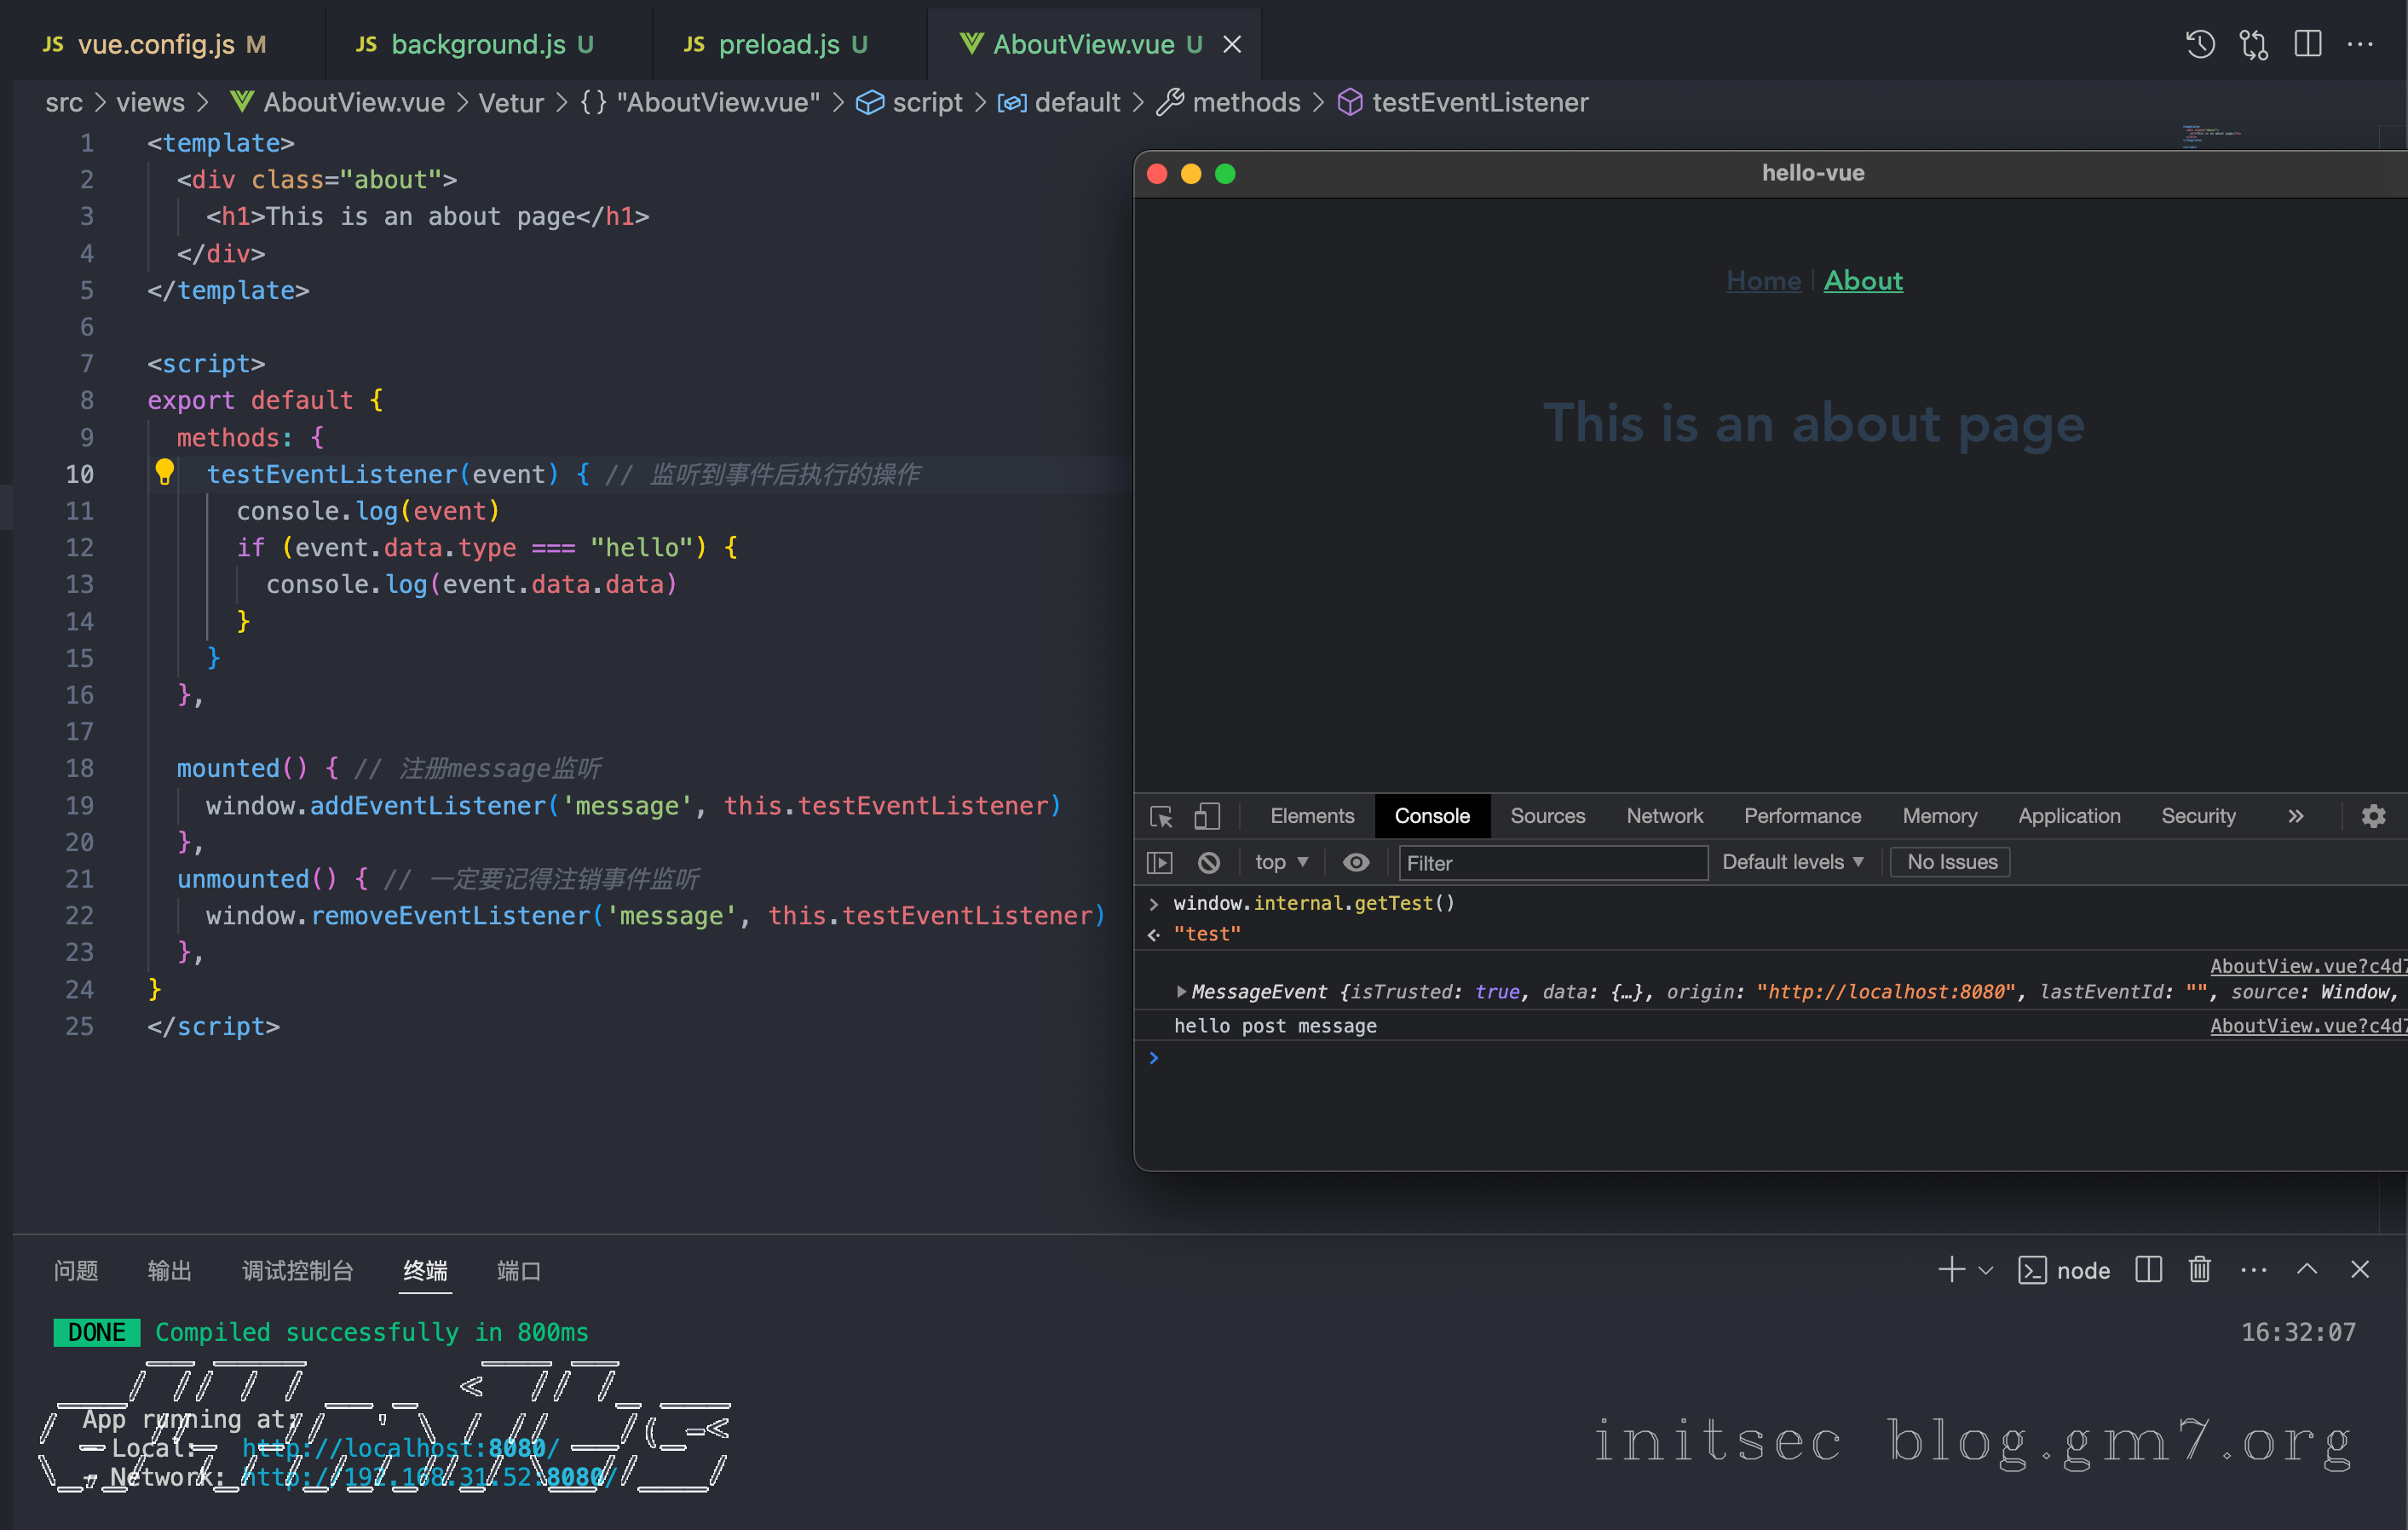 JS vue.config.js M
JS background.js U
JS preload.js U
AboutView.vue U
src > views > AboutView.vue > Vetur > {} "AboutView.vue" > script > default > methods > testEventListener
1 <template>
2 <div class="about">
3 <h1>This is an about page</h1>
4 </div>
5 </template>
6
7 <script>
8 export default {
9 methods: {
10 testEventListener(event) { // 监听到事件后执行的操作
11 console.log(event)
12 if (event.data.type === "hello") {
13 console.log(event.data.data)
14 }
15 }
16 },
17
18 mounted() { // 注册message监听
19 window.addEventListener('message', this.testEventListener)
20 },
21 unmounted() { // 一定要记得注销事件监听
22 window.removeEventListener('message', this.testEventListener)
23 },
24 }
25 </script>
hello-vue
Home | About
This is an about page
Elements Console Sources Network Performance Memory Application Security »
top ▼ Filter Default levels ▼ No Issues
> window.internal.getTest()
"test"
AboutView.vue?c4d7
MessageEvent {isTrusted: true, data: {…}, origin: "http://localhost:8080", lastEventId: "", source: Window,
hello post message
AboutView.vue?c4d7
>
问题 输出 调试控制台 终端 端口
node
DONE Compiled successfully in 800ms
16:32:07
App running at:
- Local: http://localhost:8080/
- Network: http://192.168.31.52:8080/
initsec blog.gm7.org